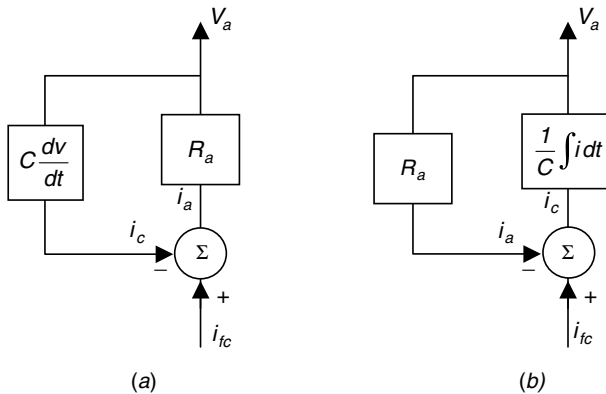 V_a
C dv/dt
R_a
i_a
i_c
Σ
−
+
i_fc
(a)
V_a
R_a
1/C ∫ i dt
i_c
i_a
Σ
−
+
i_fc
(b)